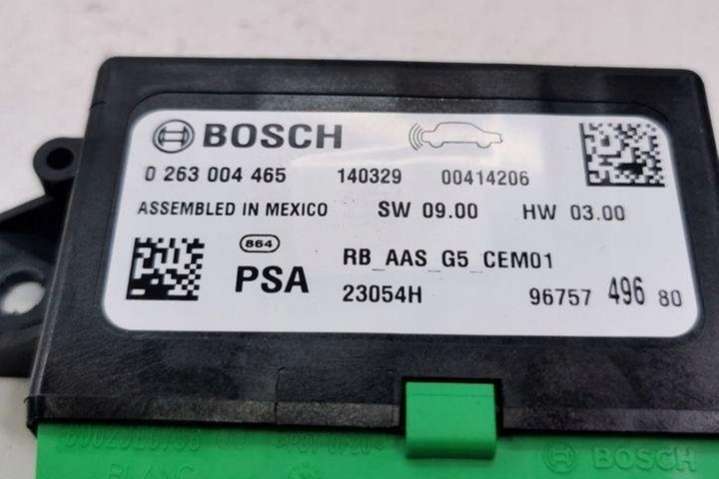 BOSCH
0 263 004 465 140329 00414206
ASSEMBLED IN MEXICO SW 09.00 HW 03.00
864
RB_AAS_G5_CEM01
PSA
23054H 96757 496 80
BOSCH
BLANC